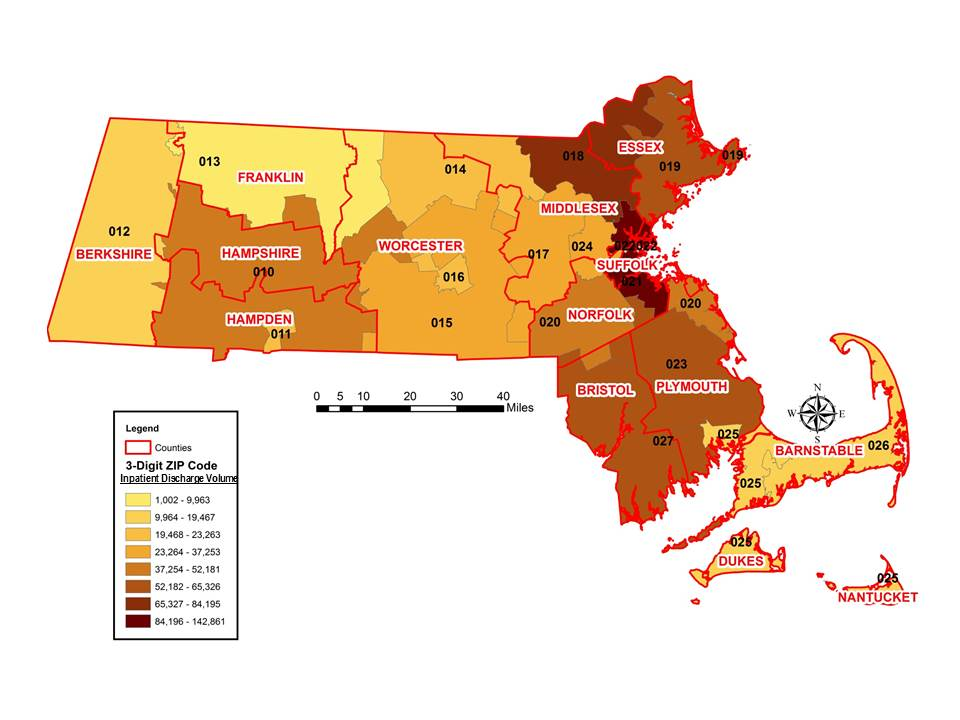 018
ESSEX
013
019
019
014
FRANKLIN
MIDDLESEX
012
HAMPSHIRE
WORCESTER
024
022
BERKSHIRE
017
SUFFOLK
010
016
021
020
HAMPDEN
NORFOLK
015
020
011
023
BRISTOL
PLYMOUTH
0 5 10 20 30 40
Miles
N
W E
S
027
025
026
BARNSTABLE
025
025
DUKES
025
NANTUCKET
Legend
Counties
3-Digit ZIP Code
Inpatient Discharge Volume
1,002 - 9,963
9,964 - 19,467
19,468 - 23,263
23,264 - 37,253
37,254 - 52,181
52,182 - 65,326
65,327 - 84,195
84,196 - 142,861